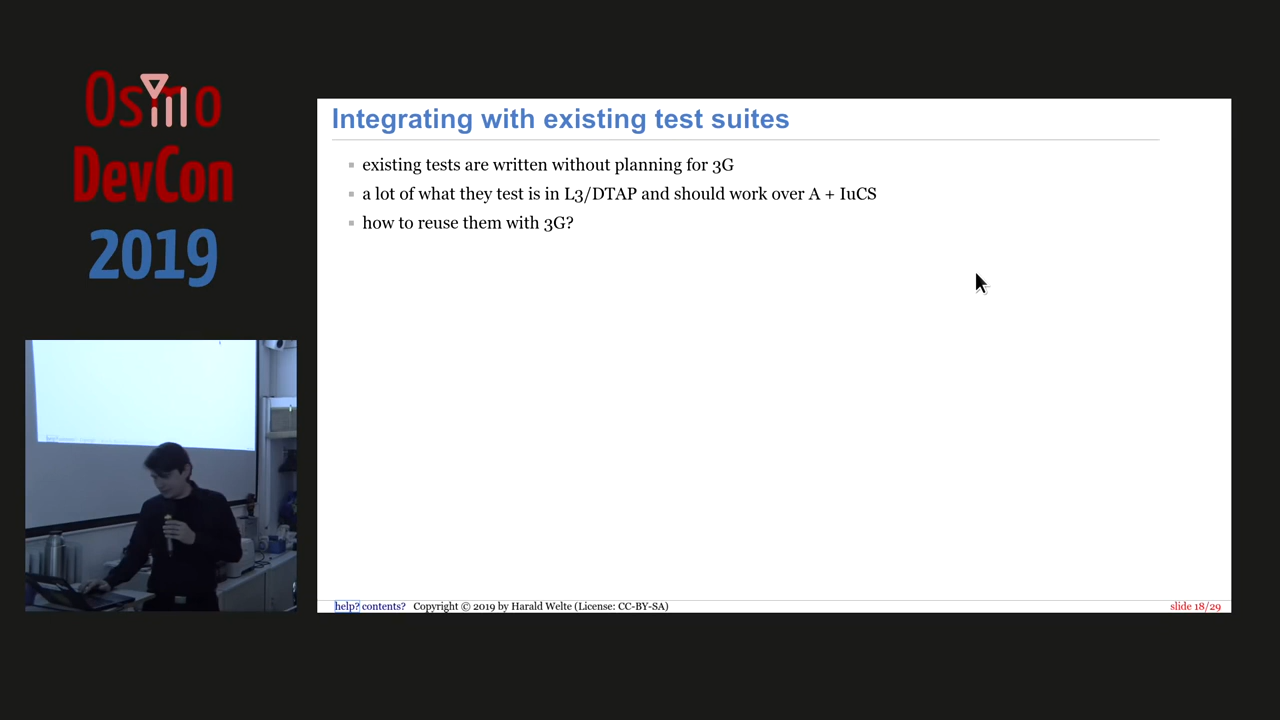 Osmo
DevCon
2019
Integrating with existing test suites
existing tests are written without planning for 3G
a lot of what they test is in L3/DTAP and should work over A + IuCS
how to reuse them with 3G?
help? contents? Copyright © 2019 by Harald Welte (License: CC-BY-SA)
slide 18/29